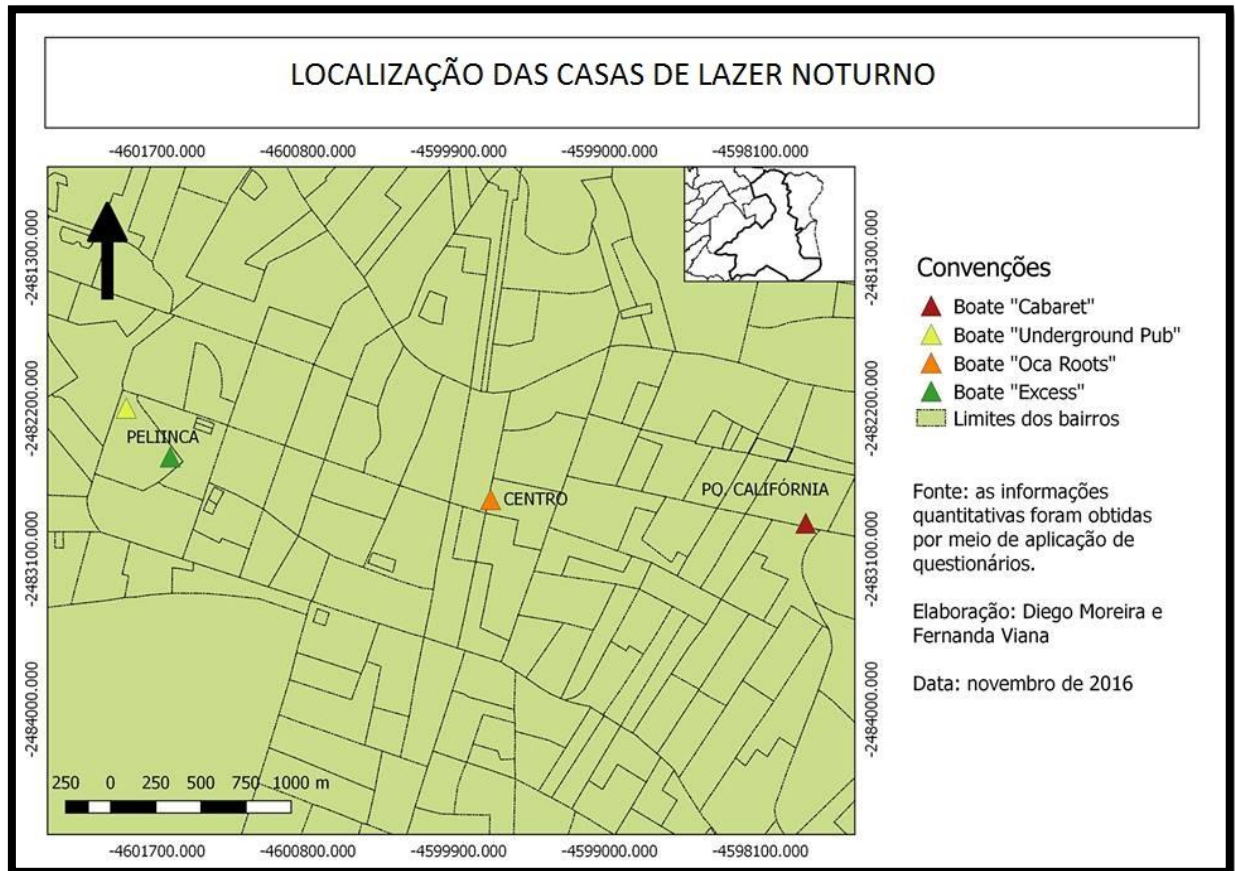 LOCALIZAÇÃO DAS CASAS DE LAZER NOTURNO
-4601700.000 -4600800.000 -4599900.000 -4599000.000 -4598100.000
-2481300.000 -2482200.000 -2483100.000 -2484000.000
PELIINCA
CENTRO
PQ. CALIFÓRNIA
250 0 250 500 750 1000 m
-2481300.000 -2482200.000 -2483100.000 -2484000.000
-4601700.000 -4600800.000 -4599900.000 -4599000.000 -4598100.000
Convenções
Boate "Cabaret"
Boate "Underground Pub"
Boate "Oca Roots"
Boate "Excess"
Limites dos bairros
Fonte: as informações
quantitativas foram obtidas
por meio de aplicação de
questionários.
Elaboração: Diego Moreira e
Fernanda Viana
Data: novembro de 2016